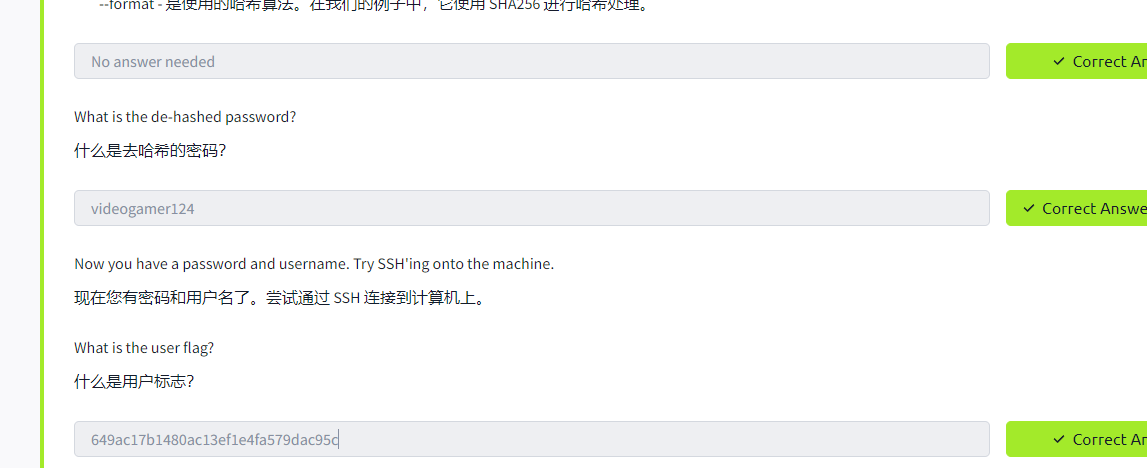 --format - 是使用的哈希算法。在我们的例子中，它使用 SHA256 进行哈希处理。
No answer needed
✓ Correct An
What is the de-hashed password?
什么是去哈希的密码？
videogamer124
✓ Correct Answe
Now you have a password and username. Try SSH'ing onto the machine.
现在您有密码和用户名了。尝试通过 SSH 连接到计算机上。
What is the user flag?
什么是用户标志？
649ac17b1480ac13ef1e4fa579dac95c
✓ Correct An